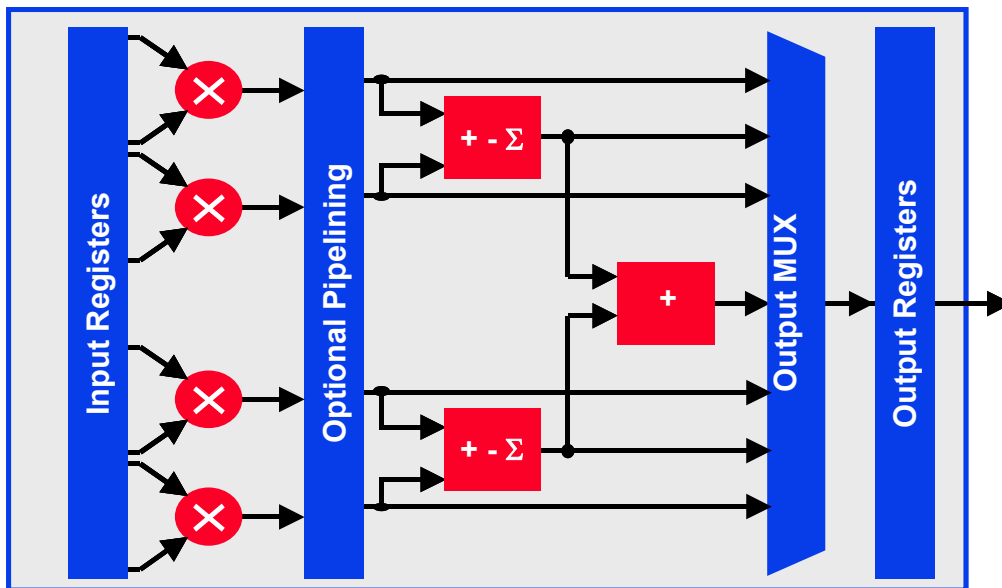 Input Registers
Optional Pipelining
+ - Σ
+
+ - Σ
Output MUX
Output Registers